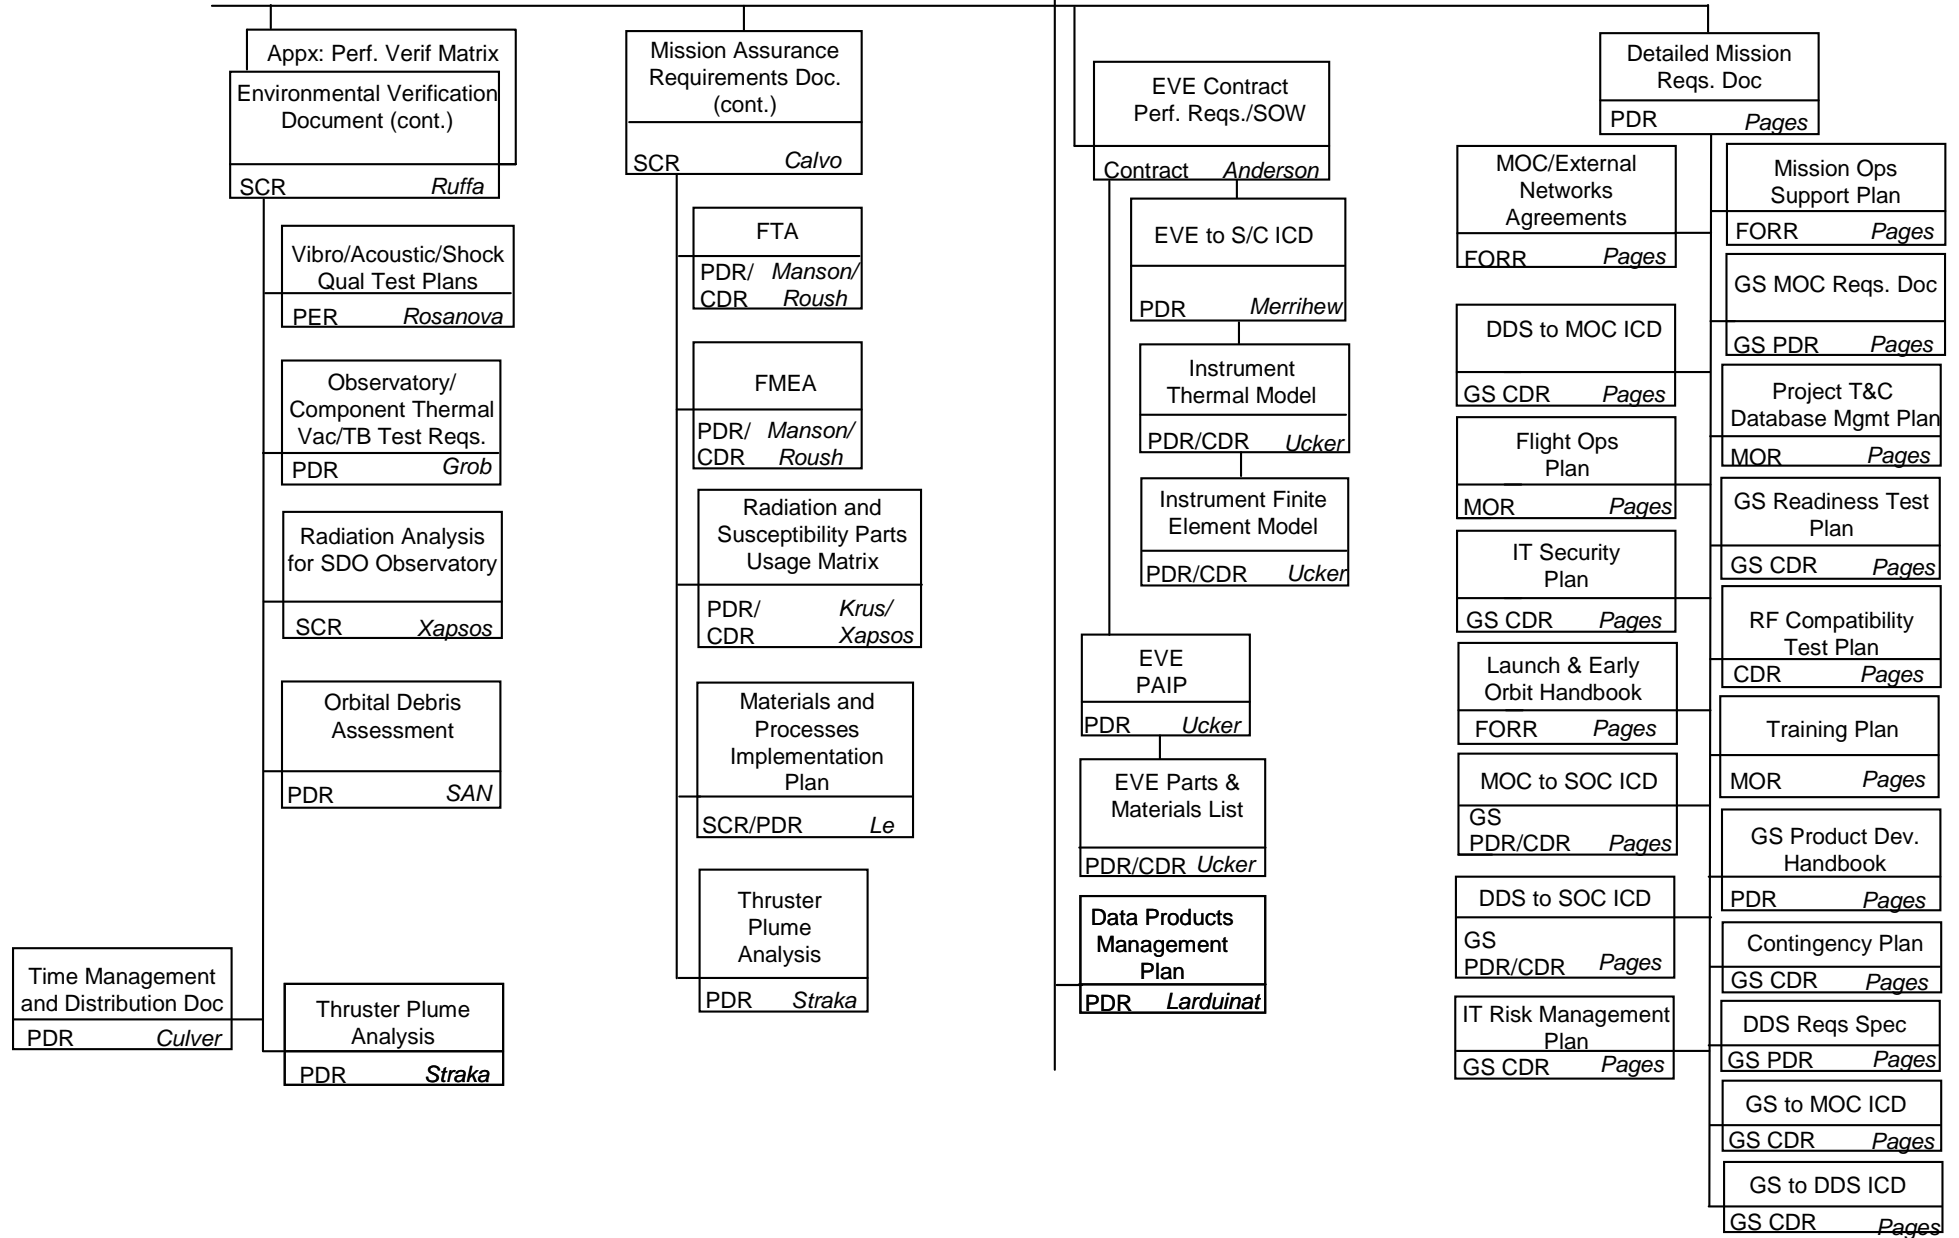 Appx: Perf. Verif Matrix
Environmental Verification
Document (cont.)
SCR Ruffa
Vibro/Acoustic/Shock
Qual Test Plans
PER Rosanova
Observatory/
Component Thermal
Vac/TB Test Reqs.
PDR Grob
Radiation Analysis
for SDO Observatory
SCR Xapsos
Orbital Debris
Assessment
PDR SAN
Time Management
and Distribution Doc
PDR Culver
Thruster Plume
Analysis
PDR Straka
Mission Assurance
Requirements Doc.
(cont.)
SCR Calvo
FTA
PDR/ Manson/
CDR Roush
FMEA
PDR/ Manson/
CDR Roush
Radiation and
Susceptibility Parts
Usage Matrix
PDR/ Krus/
CDR Xapsos
Materials and
Processes
Implementation
Plan
SCR/PDR Le
Thruster
Plume
Analysis
PDR Straka
EVE Contract
Perf. Reqs./SOW
Contract Anderson
EVE to S/C ICD
PDR Merrihew
Instrument
Thermal Model
PDR/CDR Ucker
Instrument Finite
Element Model
PDR/CDR Ucker
EVE
PAIP
PDR Ucker
EVE Parts &
Materials List
PDR/CDR Ucker
Data Products
Management
Plan
PDR Larduinat
Detailed Mission
Reqs. Doc
PDR Pages
MOC/External
Networks
Agreements
FORR Pages
DDS to MOC ICD
GS CDR Pages
Flight Ops
Plan
MOR Pages
IT Security
Plan
GS CDR Pages
Launch & Early
Orbit Handbook
FORR Pages
MOC to SOC ICD
GS
PDR/CDR Pages
DDS to SOC ICD
GS
PDR/CDR Pages
IT Risk Management
Plan
GS CDR Pages
Mission Ops
Support Plan
FORR Pages
GS MOC Reqs. Doc
GS PDR Pages
Project T&C
Database Mgmt Plan
MOR Pages
GS Readiness Test
Plan
GS CDR Pages
RF Compatibility
Test Plan
CDR Pages
Training Plan
MOR Pages
GS Product Dev.
Handbook
PDR Pages
Contingency Plan
GS CDR Pages
DDS Reqs Spec
GS PDR Pages
GS to MOC ICD
GS CDR Pages
GS to DDS ICD
GS CDR Pages